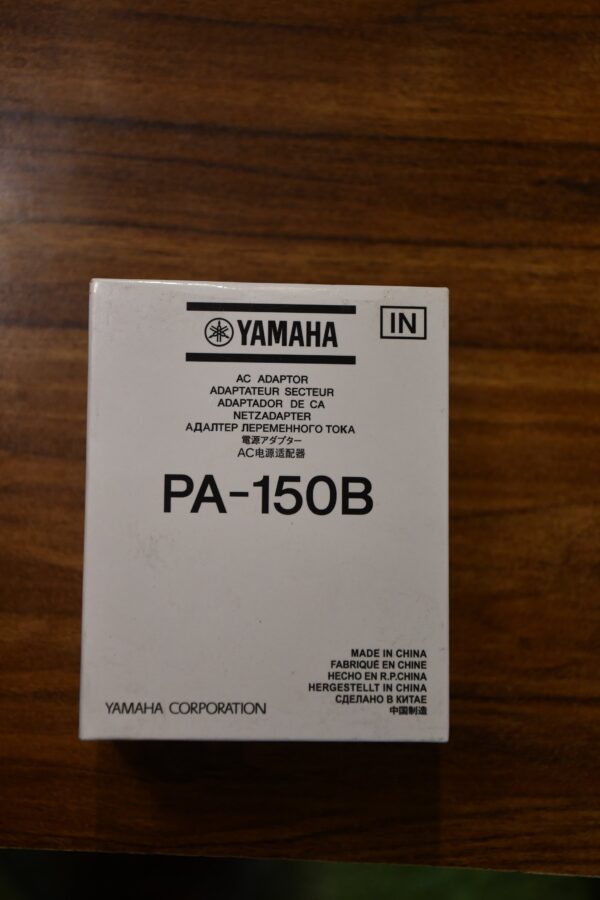 YAMAHA
IN
AC ADAPTOR
ADAPTATEUR SECTEUR
ADAPTADOR DE CA
NETZADAPTER
АДАЛТЕР ЛЕРЕМЕННОГО ТОКА
電源アダプター
AC电源适配器
PA-150B
MADE IN CHINA
FABRIQUÉ EN CHINE
HECHO EN R.P.CHINA
HERGESTELLT IN CHINA
СДЕЛАНО В КИТАЕ
中国制造
YAMAHA CORPORATION